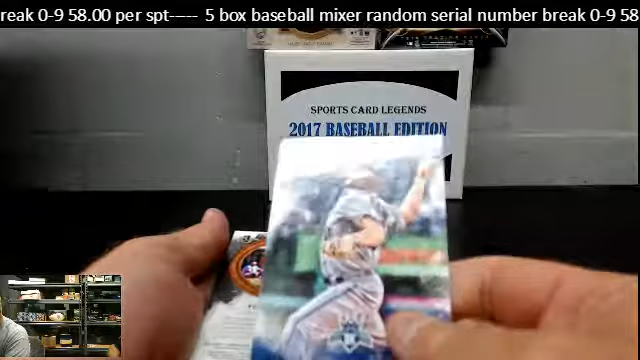 reak 0-9 58.00 per spt----- 5 box baseball mixer random serial number break 0-9 58
SPORTS CARD LEGENDS
2017 BASEBALL EDITION